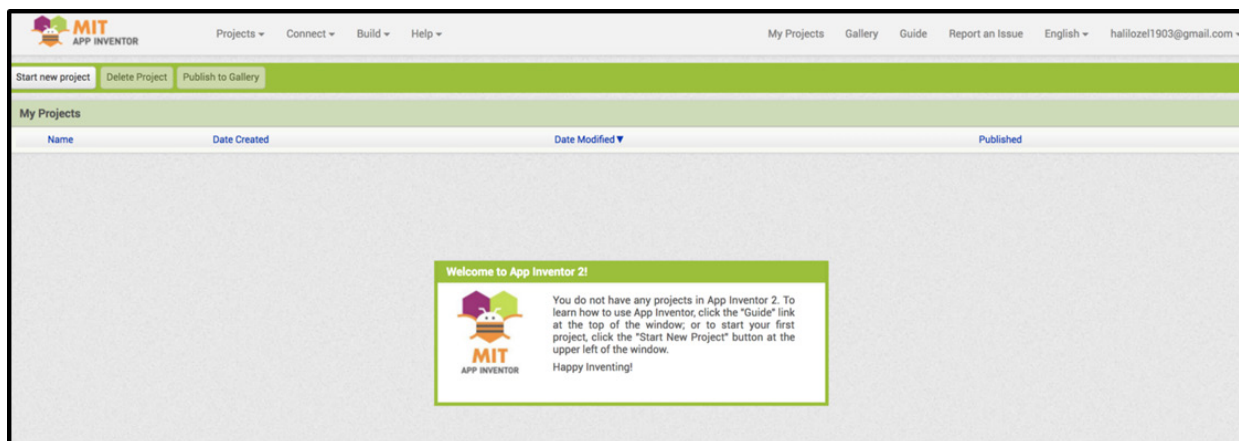 MIT
APP INVENTOR
Projects Connect Build Help My Projects Gallery Guide Report an Issue English halilozel1903@gmail.com
Start new project Delete Project Publish to Gallery
My Projects
Name Date Created Date Modified Published
Welcome to App Inventor 2!
You do not have any projects in App Inventor 2. To
learn how to use App Inventor, click the "Guide" link
at the top of the window; or to start your first
project, click the "Start New Project" button at the
upper left of the window.
Happy Inventing!
MIT
APP INVENTOR